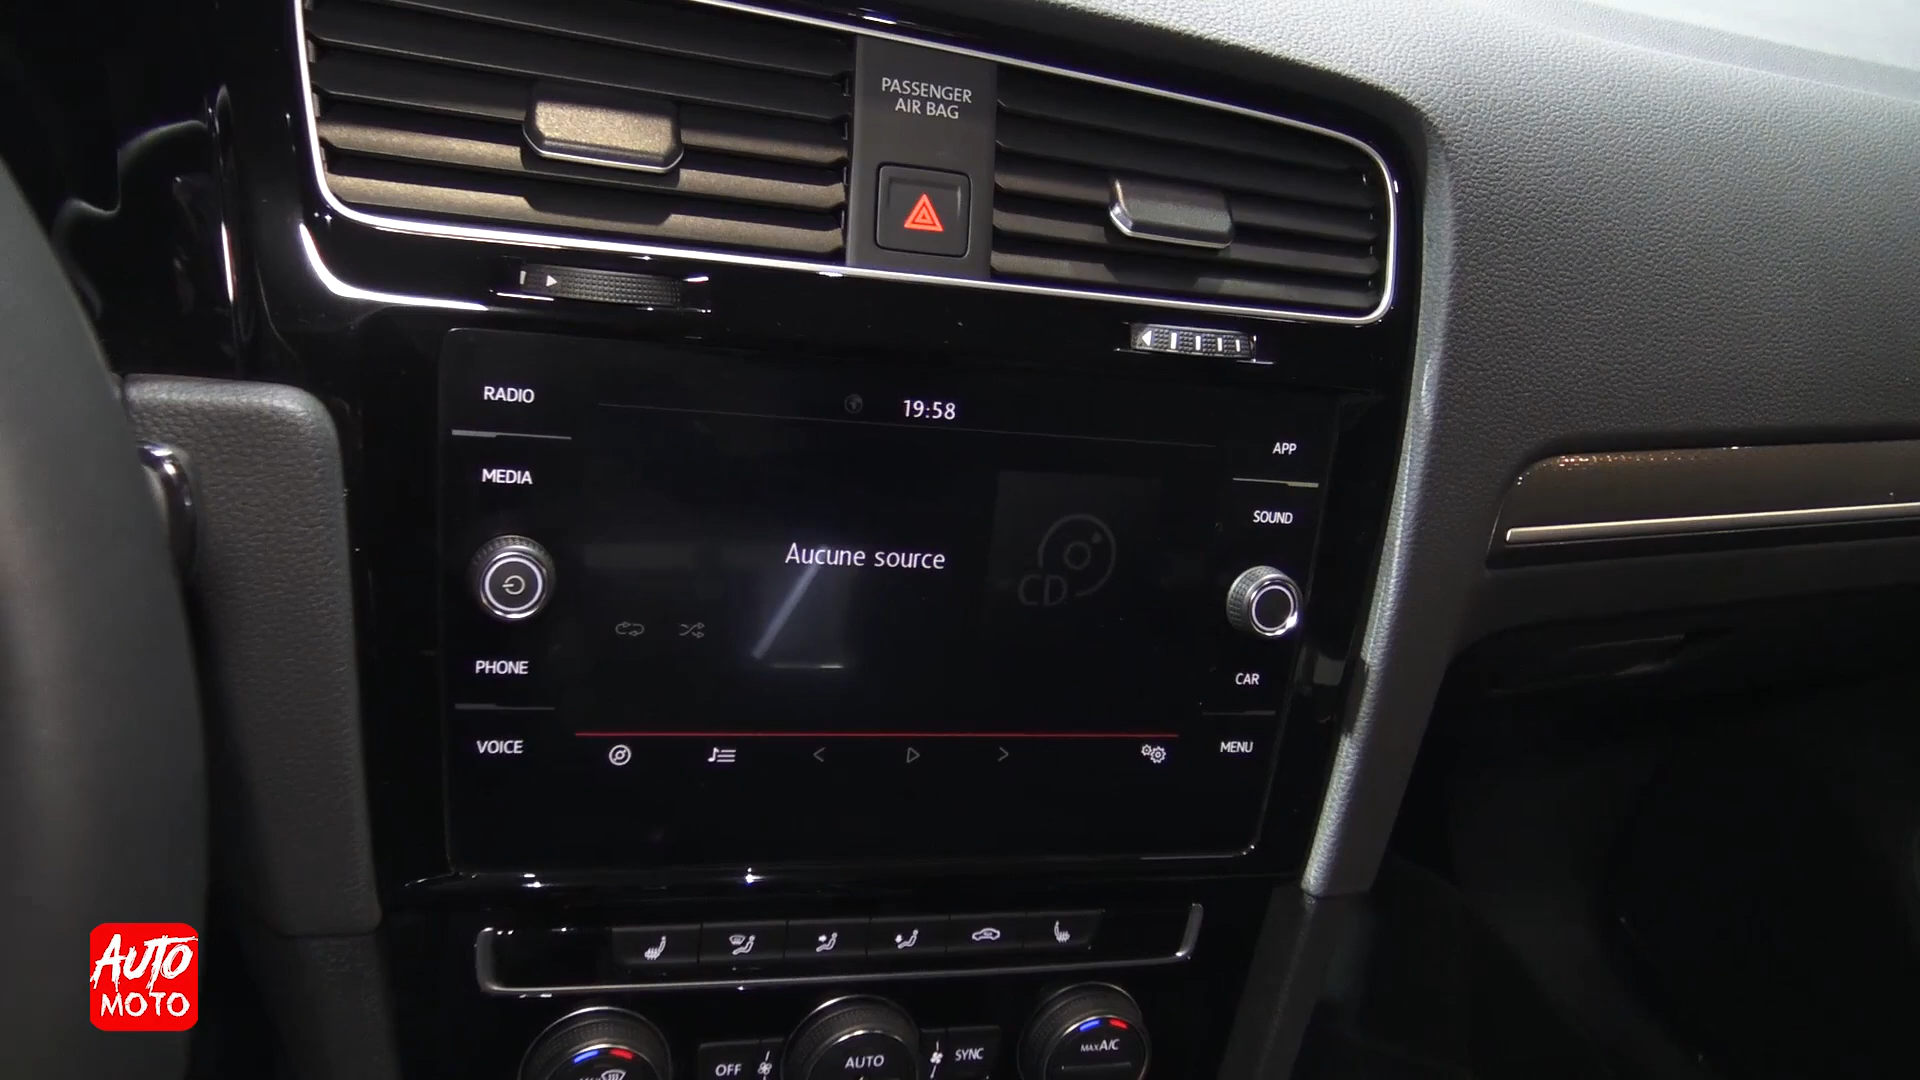 PASSENGER
AIR BAG
RADIO
19:58
APP
MEDIA
SOUND
Aucune source
CD
PHONE
CAR
VOICE
MENU
AUTO
MOTO
OFF
AUTO
SYNC
MAX A/C